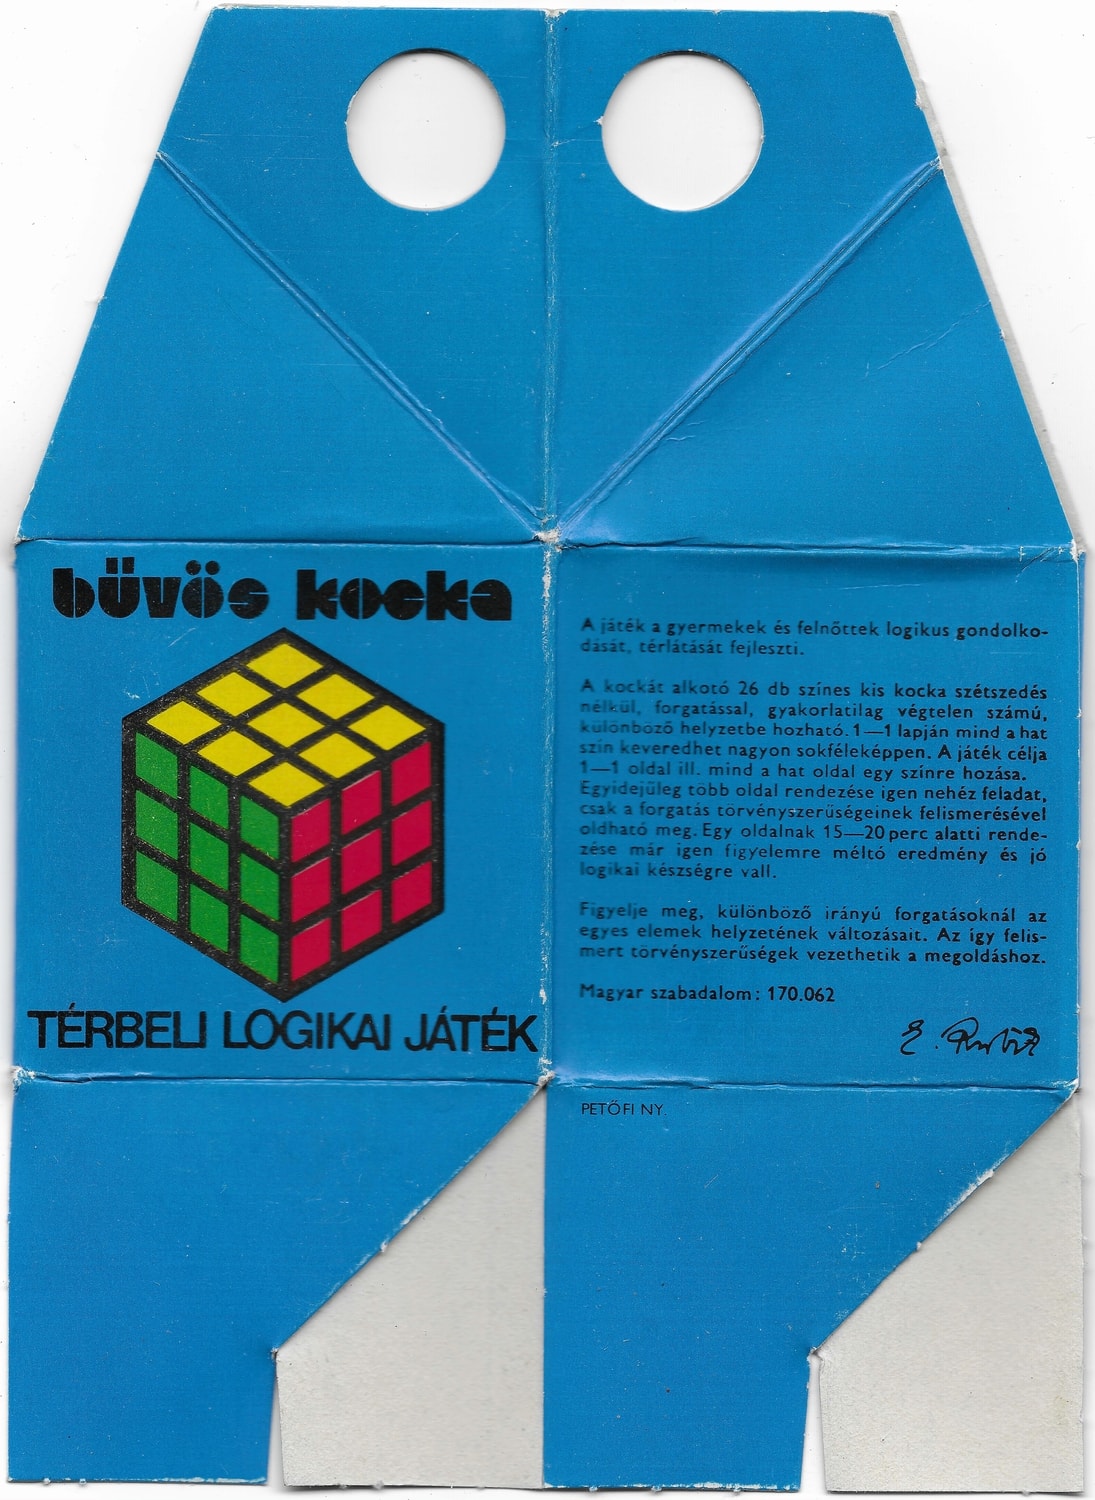 bűvös kocka
TÉRBELI LOGIKAI JÁTÉK
A játék a gyermekek és felnőttek logikus gondolko-
dását, térlátását fejleszti.
A kockát alkotó 26 db színes kis kocka szétszedés
nélkül, forgatással, gyakorlatilag végtelen számú,
különböző helyzetbe hozható. 1—1 lapján mind a hat
szín keveredhet nagyon sokféleképpen. A játék célja
1—1 oldal ill. mind a hat oldal egy színre hozása.
Egyidejűleg több oldal rendezése igen nehéz feladat,
csak a forgatás törvényszerűségeinek felismerésével
oldható meg. Egy oldalnak 15—20 perc alatti rende-
zése már igen figyelemre méltó eredmény és jó
logikai készségre vall.
Figyelje meg, különböző irányú forgatásoknál az
egyes elemek helyzetének változásait. Az így felis-
mert törvényszerűségek vezethetik a megoldáshoz.
Magyar szabadalom: 170.062
E. Rubik
PETŐFI NY.